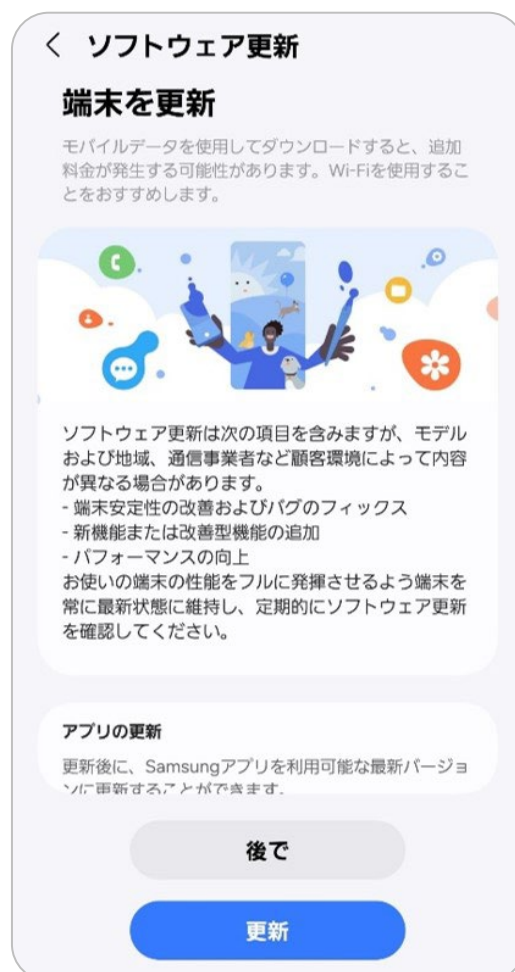 ソフトウェア更新
端末を更新
モバイルデータを使用してダウンロードすると、追加
料金が発生する可能性があります。Wi-Fiを使用するこ
とをおすすめします。
ソフトウェア更新は次の項目を含みますが、モデル
および地域、通信事業者など顧客環境によって内容
が異なる場合があります。
- 端末安定性の改善およびバグのフィックス
- 新機能または改善型機能の追加
- パフォーマンスの向上
お使いの端末の性能をフルに発揮させるよう端末を
常に最新状態に維持し、定期的にソフトウェア更新
を確認してください。
アプリの更新
更新後に、Samsungアプリを利用可能な最新バージョ
ンに更新することができます。
後で
更新